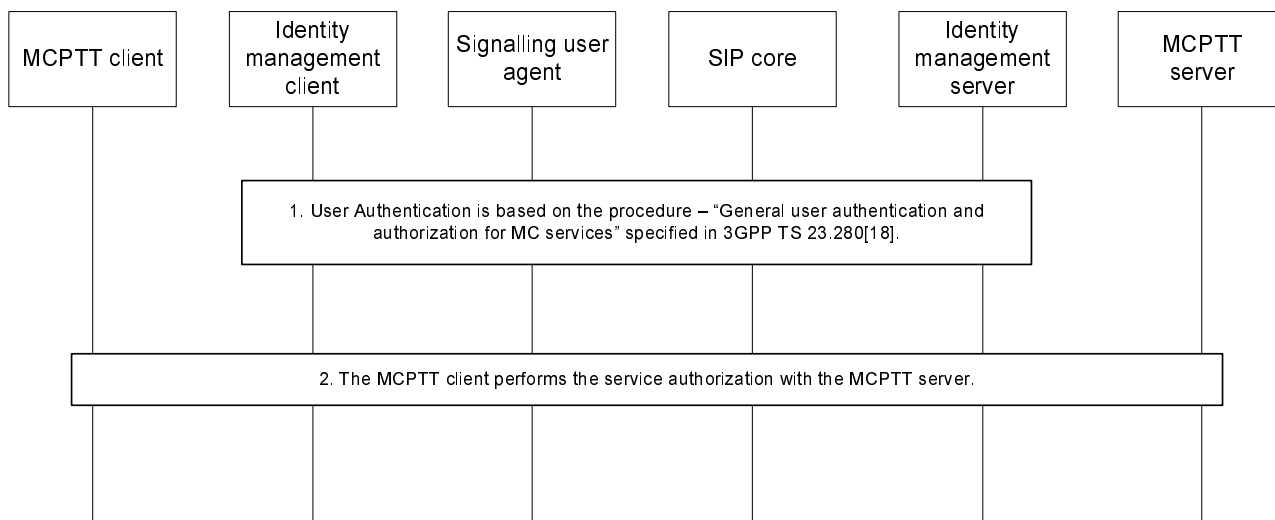 MCPTT client
Identity
management
client
Signalling user
agent
SIP core
Identity
management
server
MCPTT
server
1. User Authentication is based on the procedure – “General user authentication and
authorization for MC services” specified in 3GPP TS 23.280[18].
2. The MCPTT client performs the service authorization with the MCPTT server.